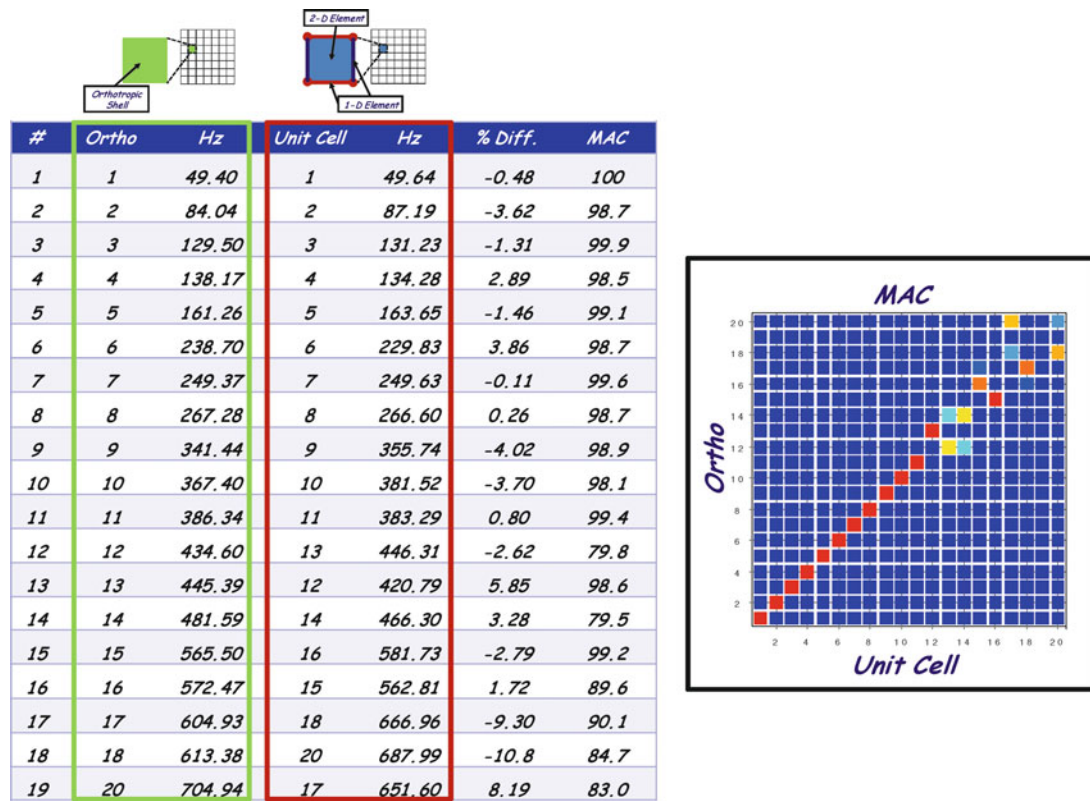 2-D Element
Orthotropic
Shell
1-D Element
# Ortho Hz Unit Cell Hz % Diff. MAC
1 1 49.40 1 49.64 -0.48 100
2 2 84.04 2 87.19 -3.62 98.7
3 3 129.50 3 131.23 -1.31 99.9
4 4 138.17 4 134.28 2.89 98.5
5 5 161.26 5 163.65 -1.46 99.1
6 6 238.70 6 229.83 3.86 98.7
7 7 249.37 7 249.63 -0.11 99.6
8 8 267.28 8 266.60 0.26 98.7
9 9 341.44 9 355.74 -4.02 98.9
10 10 367.40 10 381.52 -3.70 98.1
11 11 386.34 11 383.29 0.80 99.4
12 12 434.60 13 446.31 -2.62 79.8
13 13 445.39 12 420.79 5.85 98.6
14 14 481.59 14 466.30 3.28 79.5
15 15 565.50 16 581.73 -2.79 99.2
16 16 572.47 15 562.81 1.72 89.6
17 17 604.93 18 666.96 -9.30 90.1
18 18 613.38 20 687.99 -10.8 84.7
19 20 704.94 17 651.60 8.19 83.0
MAC
20
18
16
14
12
10
8
6
4
2
Ortho
2 4 6 8 10 12 14 16 18 20
Unit Cell